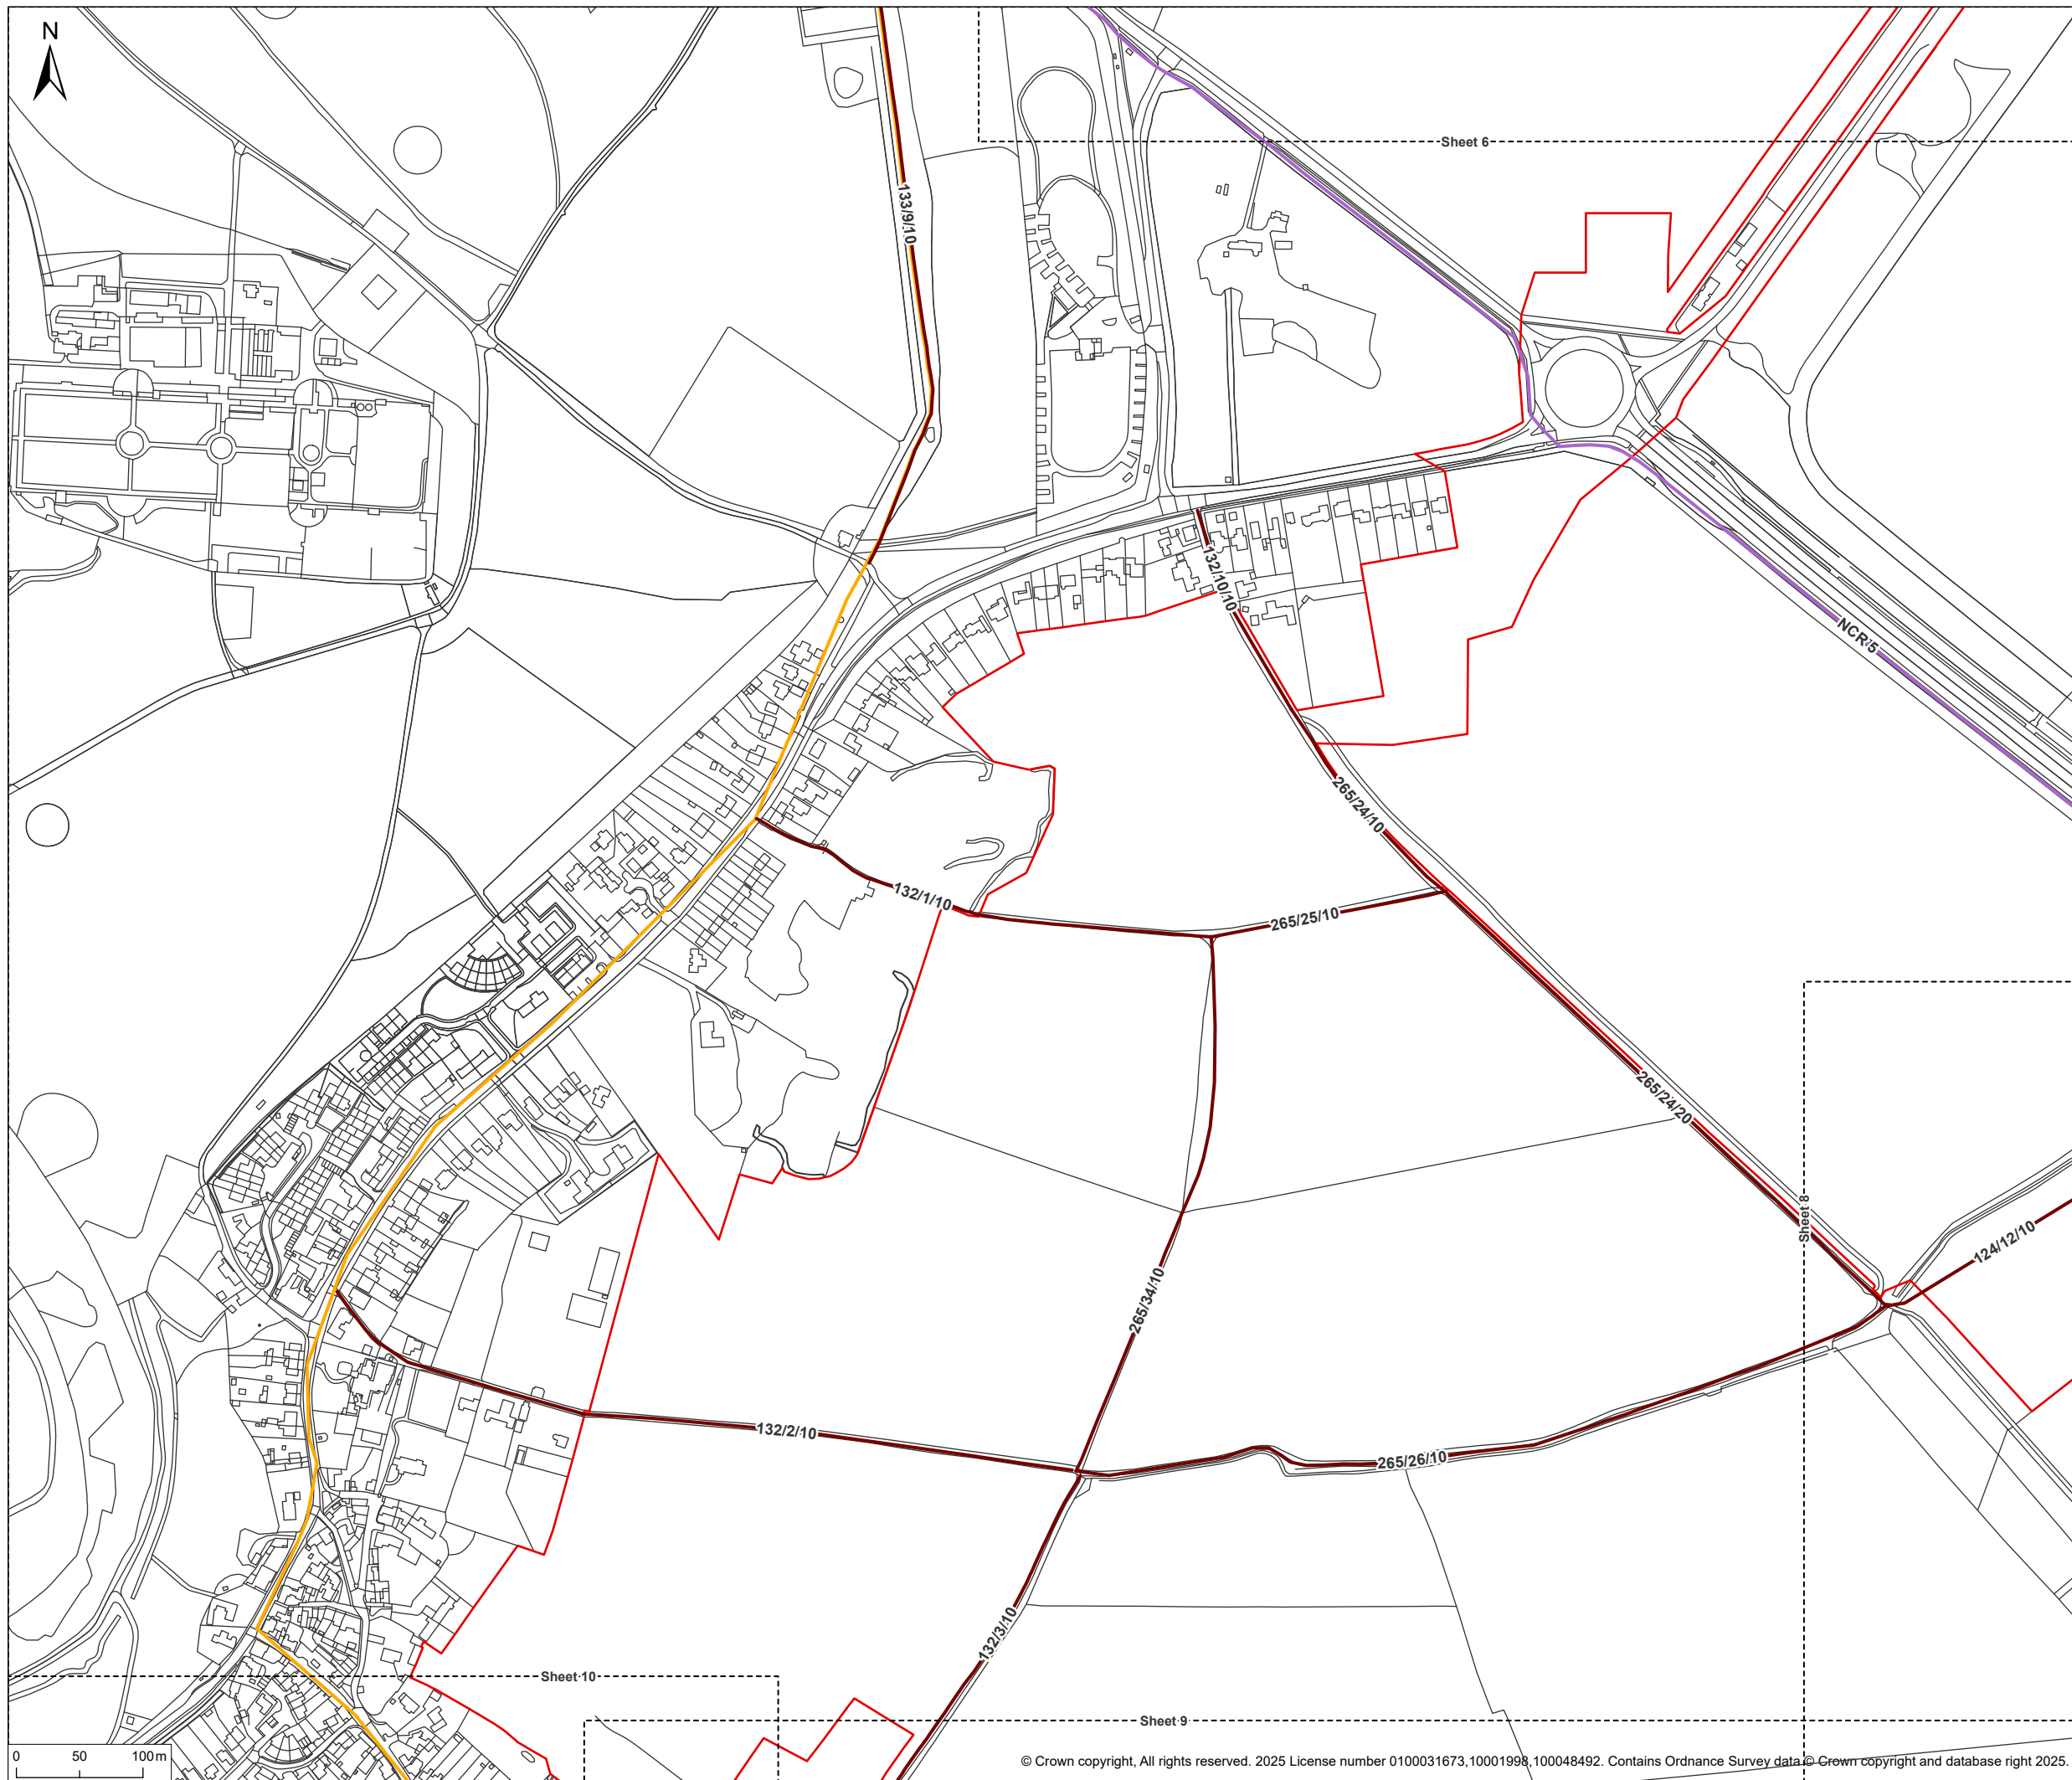 N
Sheet 6
133/9/10
132/10/10
NCR 5
265/24/10
132/1/10
265/25/10
265/24/20
Sheet 8
124/12/10
265/34/10
132/2/10
265/26/10
132/3/10
Sheet 10
Sheet 9
0 50 100 m
© Crown copyright, All rights reserved. 2025 License number 0100031673,10001998,100048492. Contains Ordnance Survey data © Crown copyright and database right 2025.